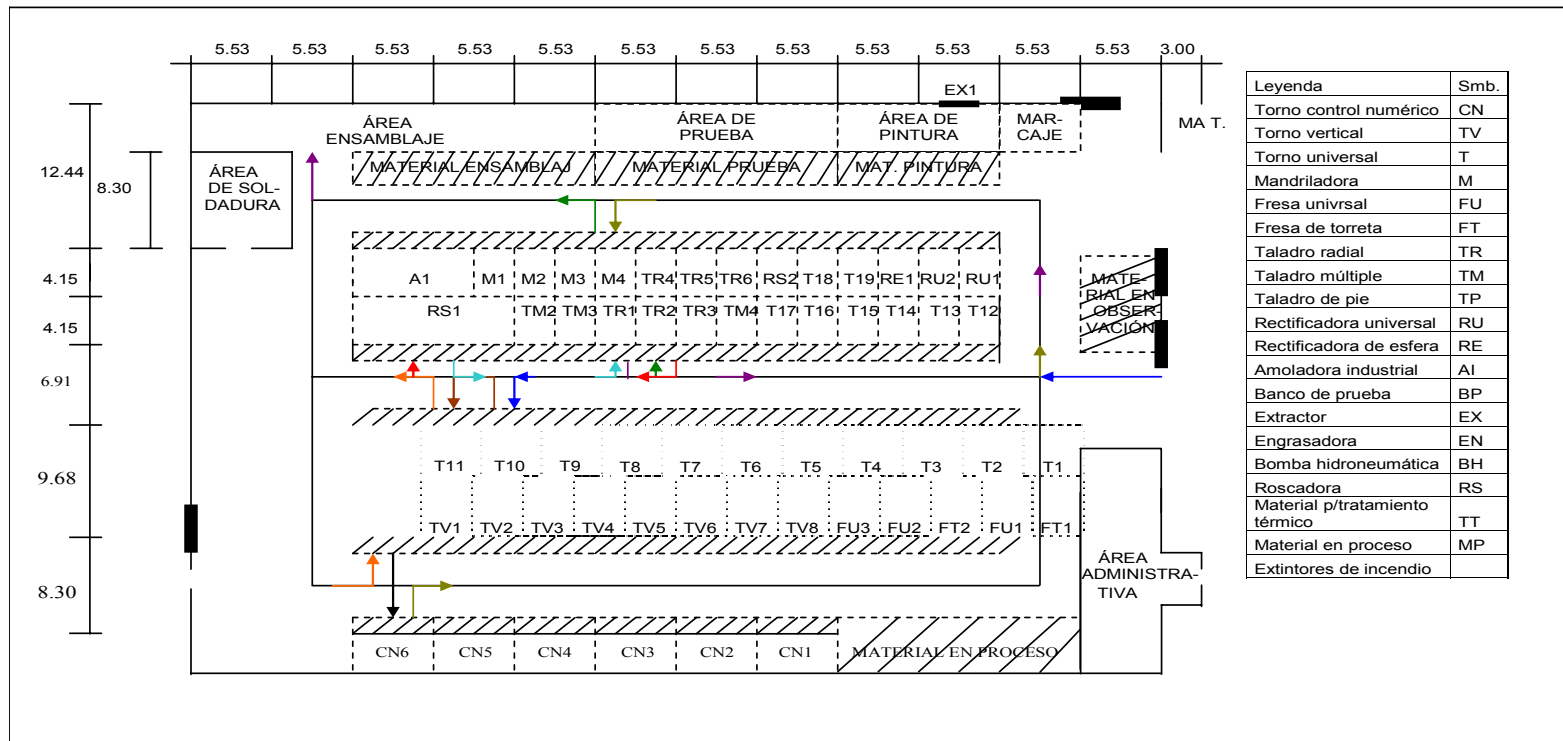 5.53 5.53 5.53 5.53 5.53 5.53 5.53 5.53 5.53 5.53 5.53 3.00
EX1
ÁREA
ENSAMBLAJE
ÁREA DE
PRUEBA
ÁREA DE
PINTURA
MAR-
CAJE
MA T.
MATERIAL ENSAMBLAJ
MATERIAL PRUEBA
MAT. PINTURA
12.44
8.30
ÁREA
DE SOL-
DADURA
4.15
A1 M1 M2 M3 M4 TR4 TR5 TR6 RS2 T18 T19 RE1 RU2 RU1
MATE-
RIAL EN
OBSER-
VACIÓN
4.15
RS1 TM2 TM3 TR1 TR2 TR3 TM4 T17 T16 T15 T14 T13 T12
6.91
9.68
T11 T10 T9 T8 T7 T6 T5 T4 T3 T2 T1
TV1 TV2 TV3 TV4 TV5 TV6 TV7 TV8 FU3 FU2 FT2 FU1 FT1
8.30
ÁREA
ADMINISTRA-
TIVA
CN6 CN5 CN4 CN3 CN2 CN1 MATERIAL EN PROCESO
Leyenda Smb.
Torno control numérico CN
Torno vertical TV
Torno universal T
Mandriladora M
Fresa univrsal FU
Fresa de torreta FT
Taladro radial TR
Taladro múltiple TM
Taladro de pie TP
Rectificadora universal RU
Rectificadora de esfera RE
Amoladora industrial AI
Banco de prueba BP
Extractor EX
Engrasadora EN
Bomba hidroneumática BH
Roscadora RS
Material p/tratamiento
térmico TT
Material en proceso MP
Extintores de incendio